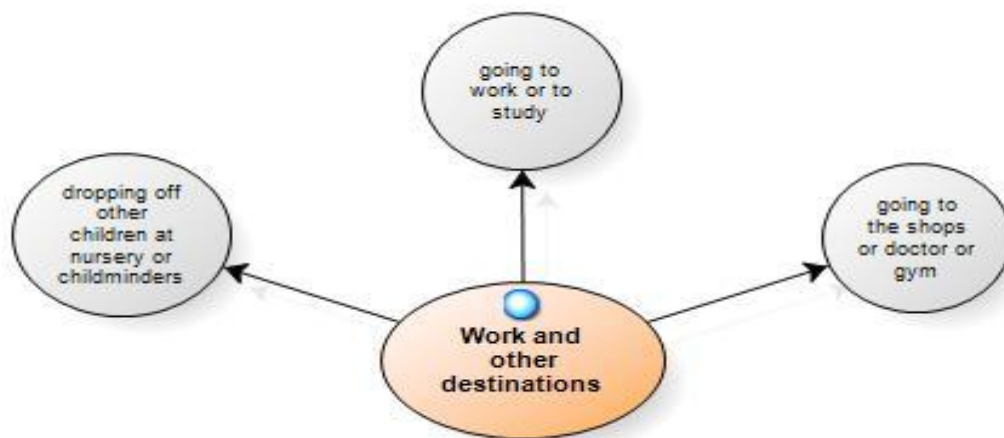 going to
work or to
study
dropping off
other
children at
nursery or
childminders
going to
the shops
or doctor or
gym
Work and
other
destinations